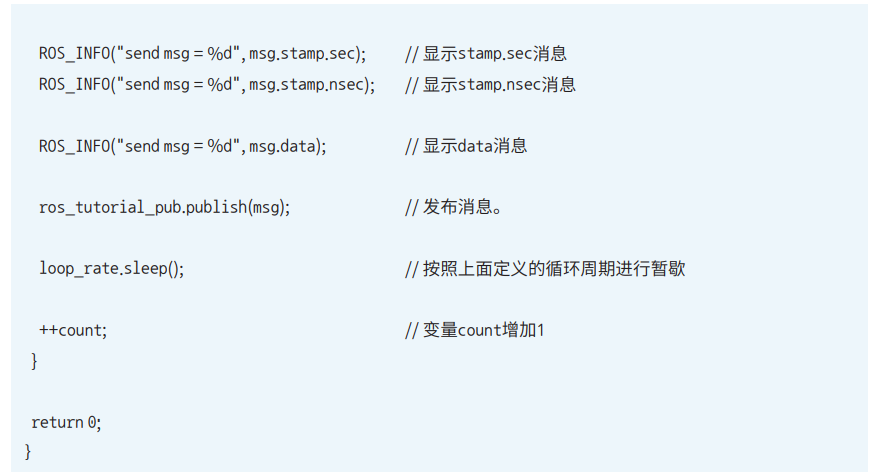 ROS_INFO("send msg = %d", msg.stamp.sec); // 显示stamp.sec消息
ROS_INFO("send msg = %d", msg.stamp.nsec); // 显示stamp.nsec消息
ROS_INFO("send msg = %d", msg.data); // 显示data消息
ros_tutorial_pub.publish(msg); // 发布消息。
loop_rate.sleep(); // 按照上面定义的循环周期进行暂歇
++count; // 变量count增加1
}
return 0;
}